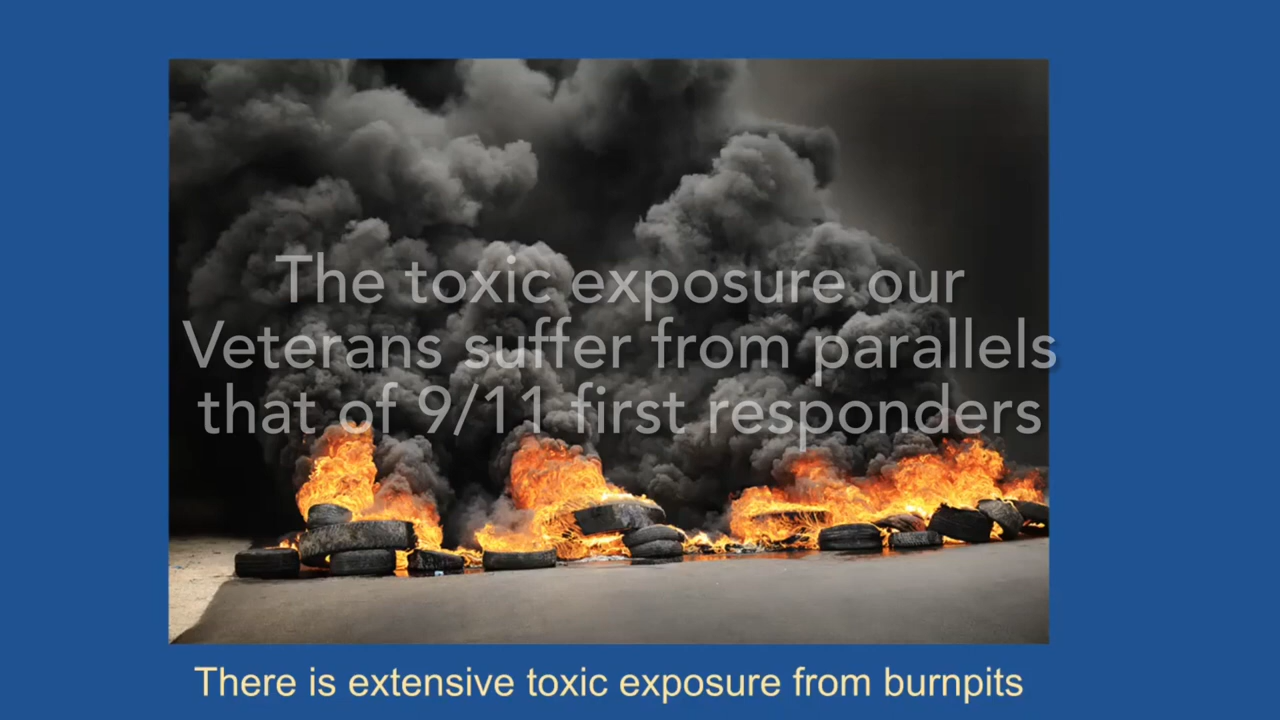 The toxic exposure our
Veterans suffer from parallels
that of 9/11 first responders
There is extensive toxic exposure from burnpits